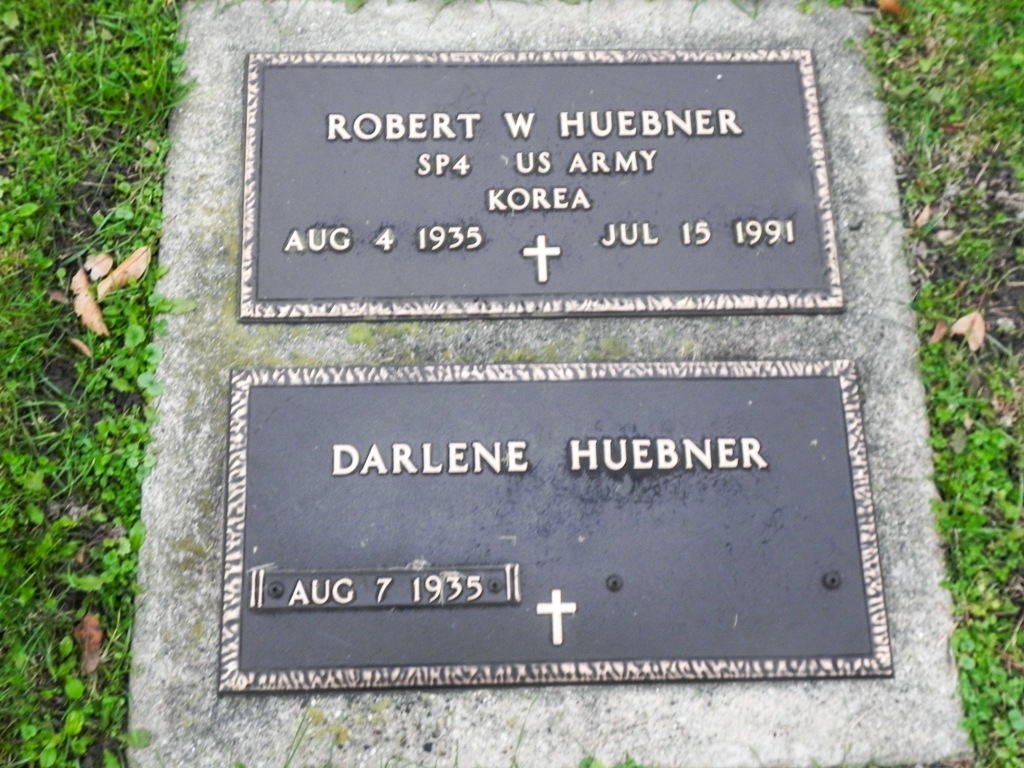 ROBERT W HUEBNER
SP4 US ARMY
KOREA
AUG 4 1935 JUL 15 1991
DARLENE HUEBNER
AUG 7 1935